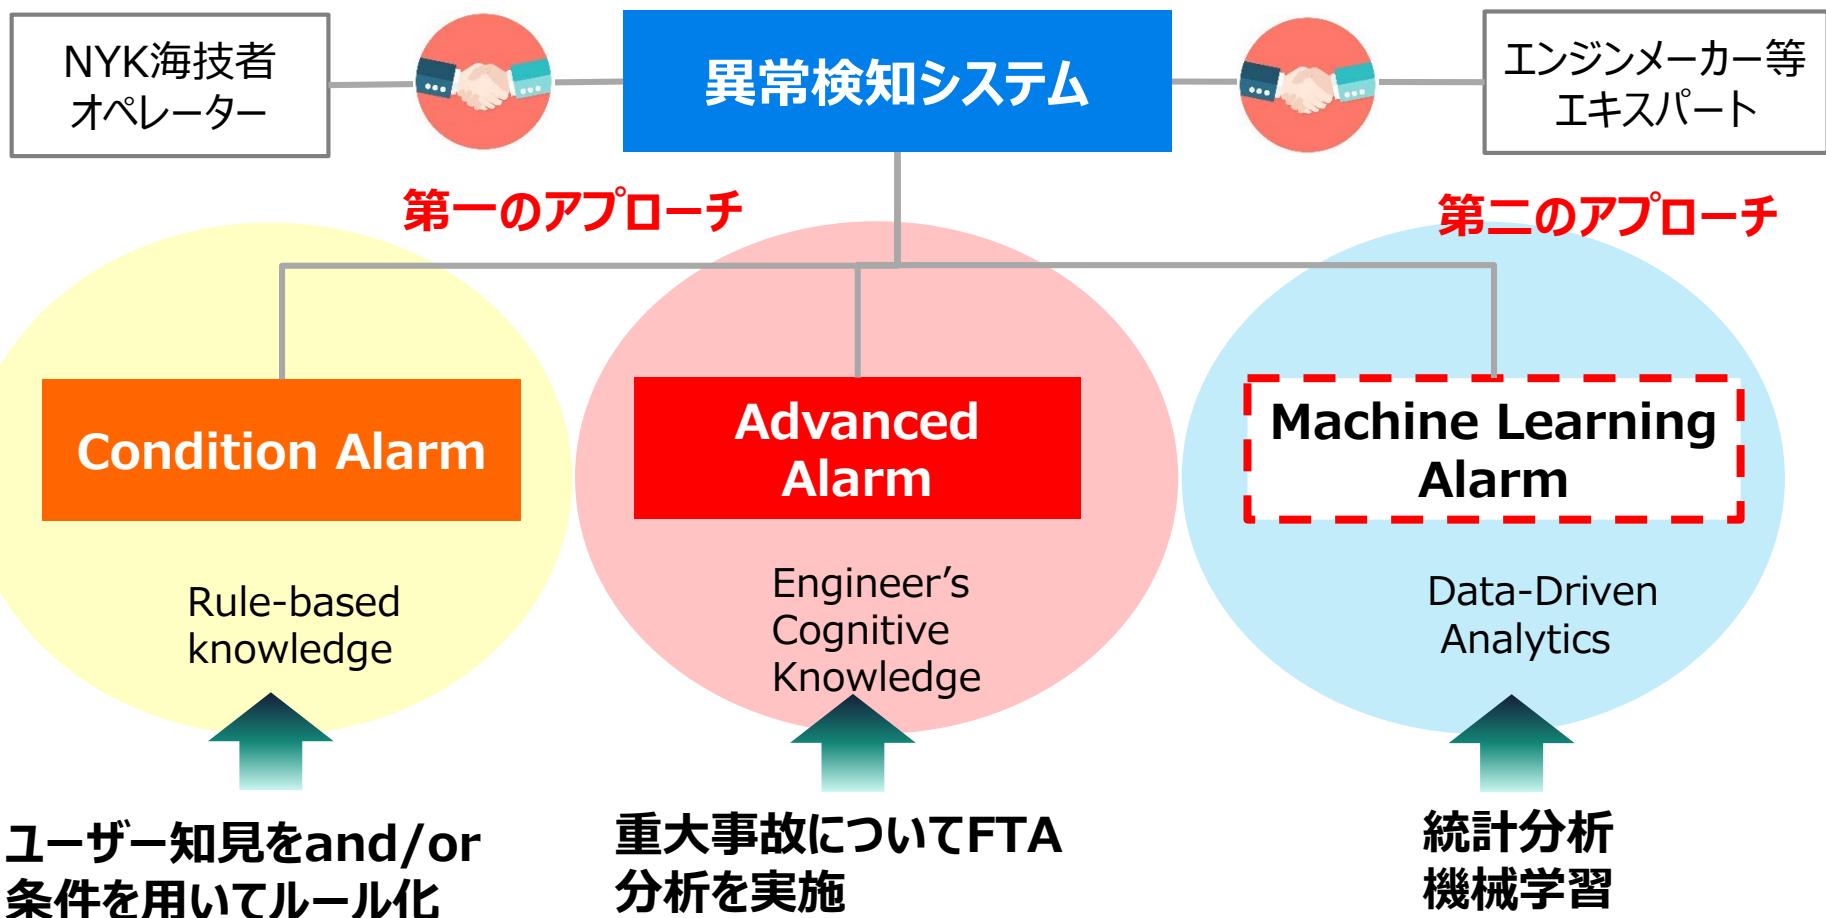 NYK海技者
オペレーター
異常検知システム
エンジンメーカー等
エキスパート
第一のアプローチ
第二のアプローチ
Condition Alarm
Advanced
Alarm
Machine Learning
Alarm
Rule-based
knowledge
Engineer’s
Cognitive
Knowledge
Data-Driven
Analytics
ユーザー知見をand/or
条件を用いてルール化
重大事故についてFTA
分析を実施
統計分析
機械学習